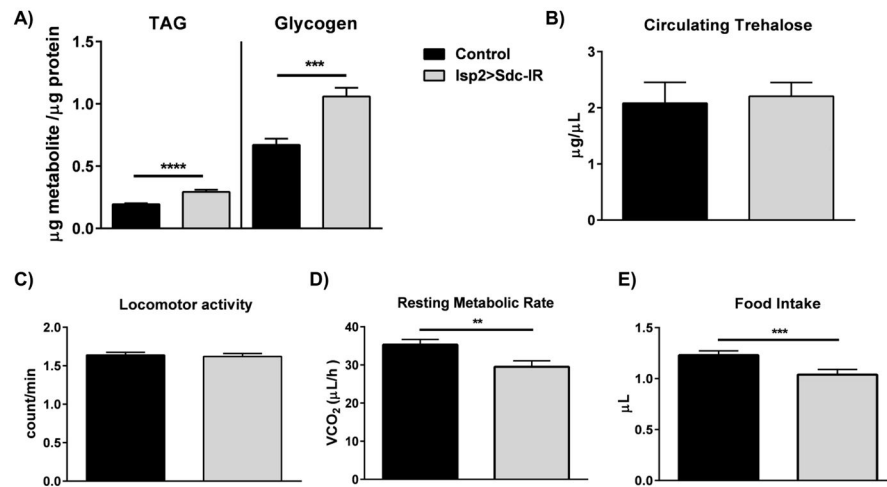 A)
TAG
Glycogen
μg metabolite /μg protein
1.5
1.0
0.5
0.0
****
***
Control
lsp2>Sdc-IR
B)
Circulating Trehalose
μg/μL
3
2
1
0
C)
Locomotor activity
count/min
2.0
1.5
1.0
0.5
0.0
D)
Resting Metabolic Rate
VCO2 (μL/h)
40
30
20
10
0
**
E)
Food Intake
μL
1.5
1.0
0.5
0.0
***